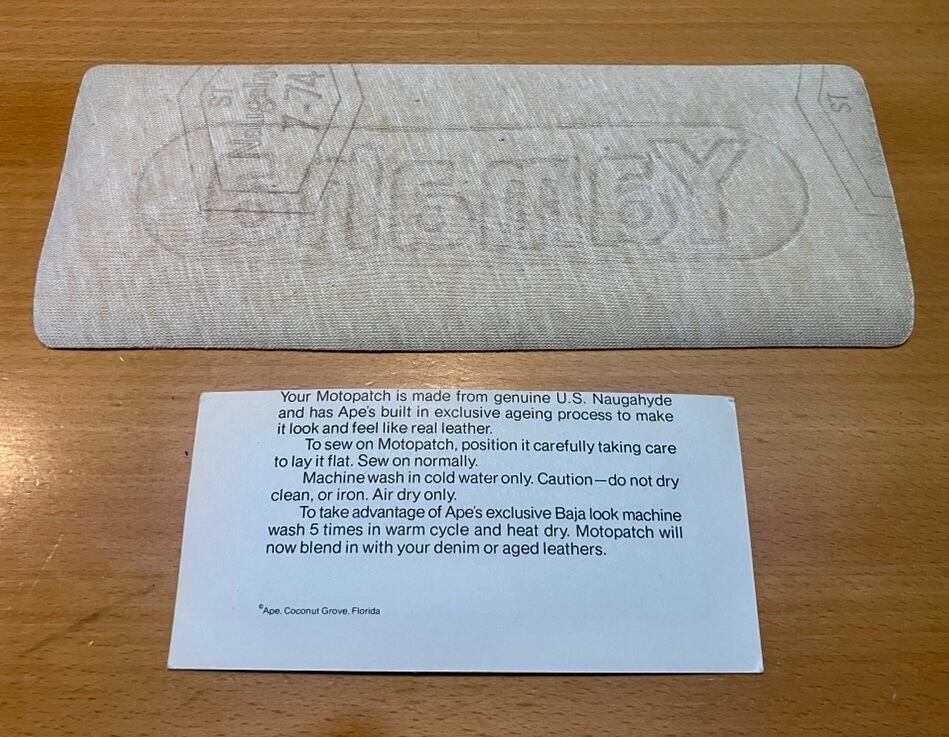 ST
Naugahy
7-74
Yamaha
ST
N
Your Motopatch is made from genuine U.S. Naugahyde
and has Ape's built in exclusive ageing process to make
it look and feel like real leather.
To sew on Motopatch, position it carefully taking care
to lay it flat. Sew on normally.
Machine wash in cold water only. Caution—do not dry
clean, or iron. Air dry only.
To take advantage of Ape's exclusive Baja look machine
wash 5 times in warm cycle and heat dry. Motopatch will
now blend in with your denim or aged leathers.
©Ape, Coconut Grove, Florida